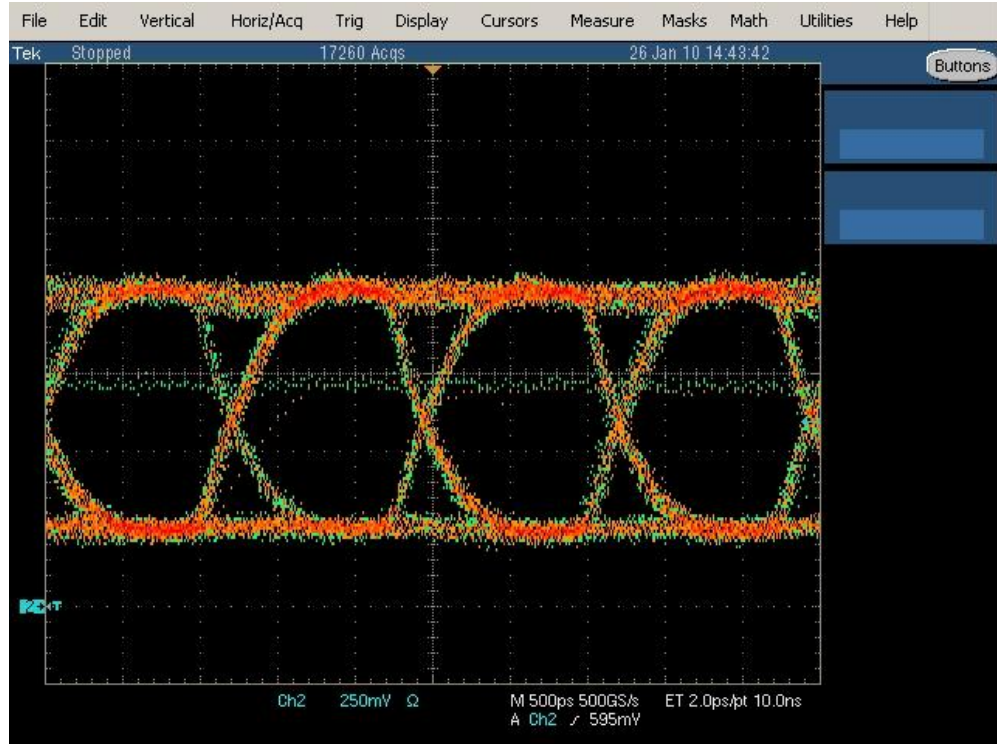 File Edit Vertical Horiz/Acq Trig Display Cursors Measure Masks Math Utilities Help
Tek Stopped 17260 Acqs 26 Jan 10 14:43:42
Buttons
2
Ch2 250mV Ω M 500ps 500GS/s ET 2.0ps/pt 10.0ns
A Ch2 ⁄ 595mV